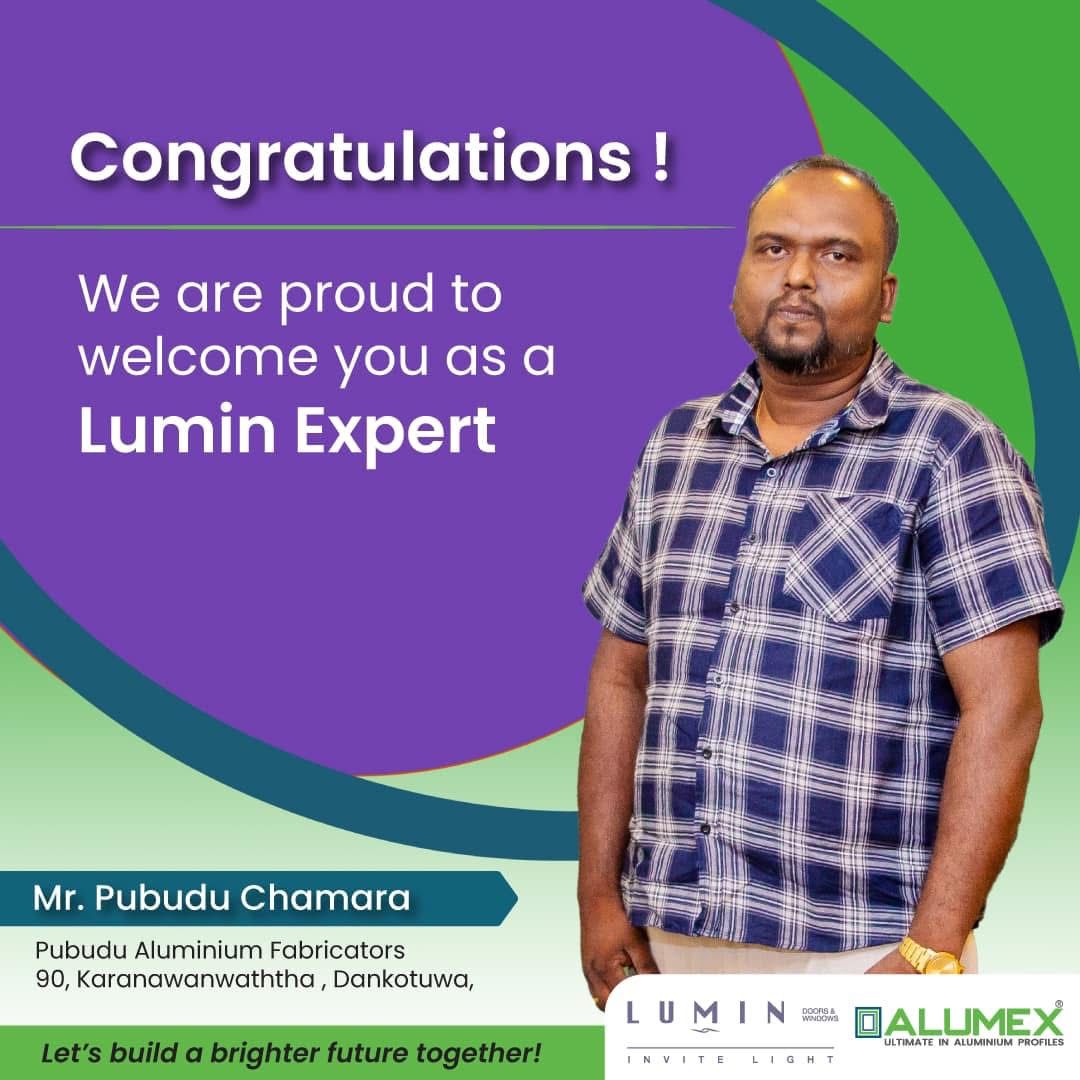 Congratulations !
We are proud to
welcome you as a
Lumin Expert
Mr. Pubudu Chamara
Pubudu Aluminium Fabricators
90, Karanawanwaththa , Dankotuwa,
Let's build a brighter future together!
LUMIN DOORS & WINDOWS
INVITE LIGHT
ALUMEX®
ULTIMATE IN ALUMINIUM PROFILES